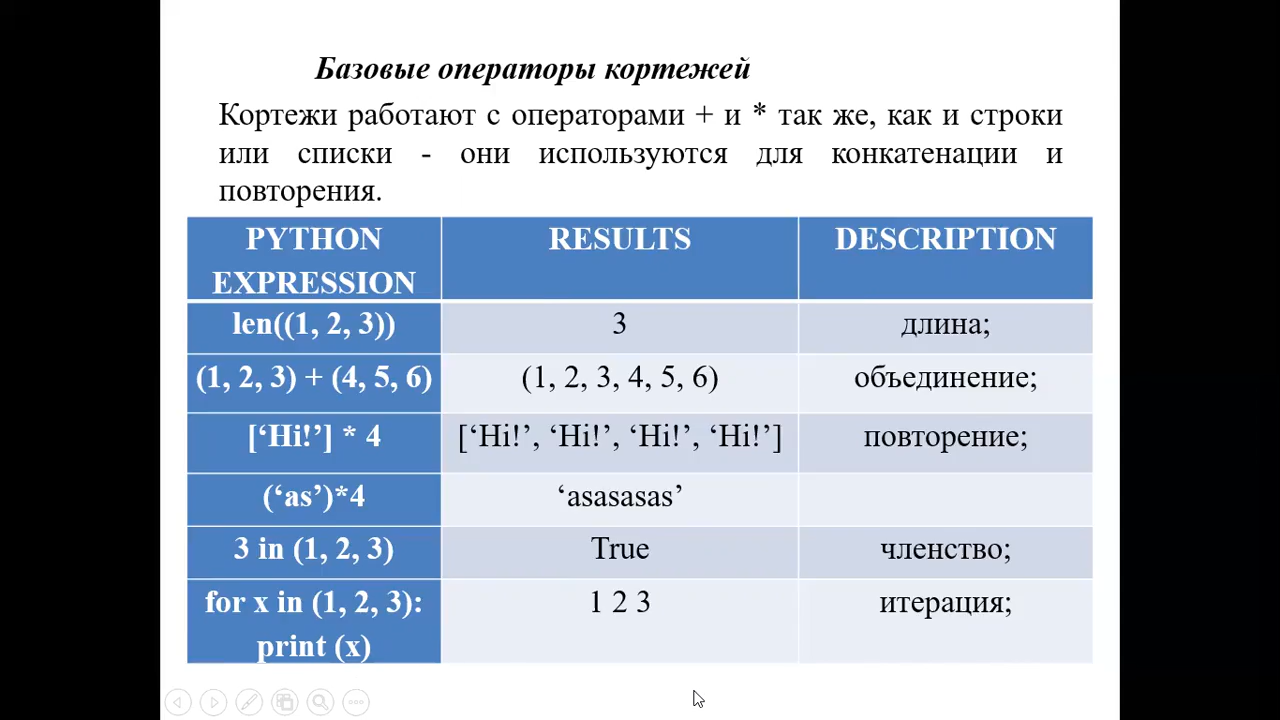 Базовые операторы кортежей
Кортежи работают с операторами + и * так же, как и строки
или списки - они используются для конкатенации и
повторения.
PYTHON
EXPRESSION
RESULTS
DESCRIPTION
len((1, 2, 3))
3
длина;
(1, 2, 3) + (4, 5, 6)
(1, 2, 3, 4, 5, 6)
объединение;
[‘Hi!’] * 4
[‘Hi!’, ‘Hi!’, ‘Hi!’, ‘Hi!’]
повторение;
(‘as’)*4
‘asasasas’
3 in (1, 2, 3)
True
членство;
for x in (1, 2, 3):
print (x)
1 2 3
итерация;